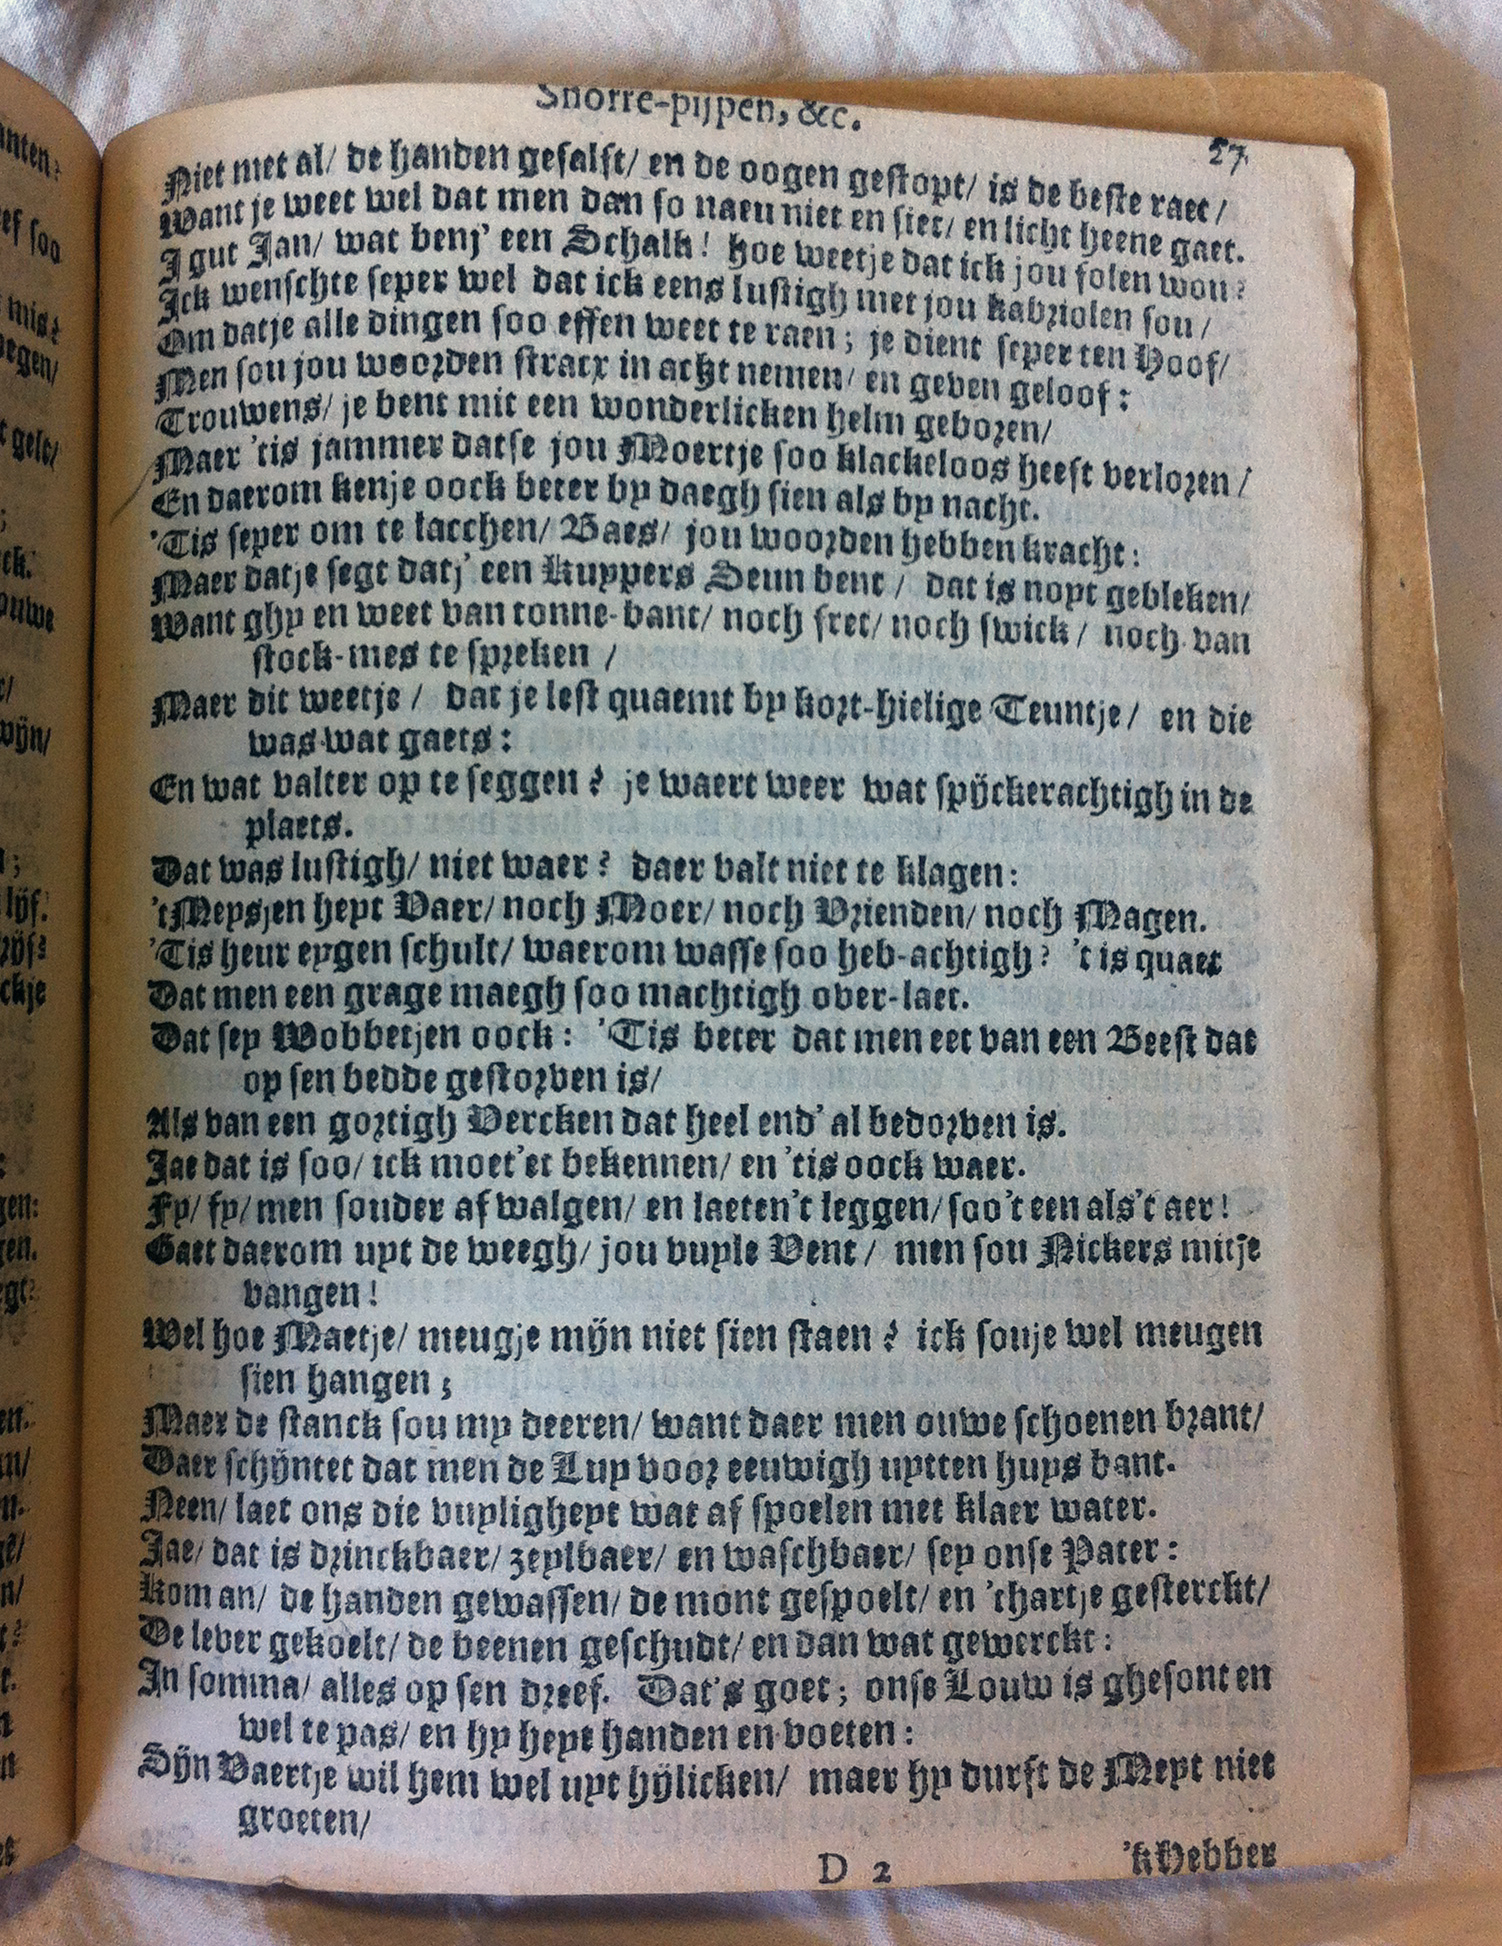 Snorre-pijpen, &c.
27
Niet met al/ de handen gesalft/ en de oogen gestopt/ is de beste raet/
Want je weet wel dat men dan so naeu niet en siet/ en licht heene gaet.
I gut Jan/ wat benj' een Schalk! hoe weetje dat ick jou solen wou?
Ick wenschte seper wel dat ick eens lustigh met jou kabriolen sou/
Om datje alle dingen soo effen weet te raen; je dient seper ten Hoof/
Men sou jou woorden stracx in acht nemen/ en geven geloof:
Trouwens/ je bent mit een wonderlicken helm geboren/
Maer 'tis jammer datse jou Moertje soo klackeloos heeft verloren/
En daerom kenje oock beter by daegh sien als by nacht.
'Tis seper om te lacchen/ Baes/ jou woorden hebben kracht:
Maer datje segt datj' een Kuypers Seun bent/ dat is noyt gebleken/
Want ghy en weet van tonne-bant/ noch fret/ noch swick/ noch van
stock-mes te spreken/
Maer dit weetje/ dat je lest quaemt by kort-hielige Teuntje/ en die
was wat gaets:
En wat valter op te seggen? je waert weer wat spijckerachtigh in de
plaets.
Dat was lustigh/ niet waer? daer valt niet te klagen:
't Meysjen heyt Vaer/ noch Moer/ noch Vrienden/ noch Magen.
'Tis heur eygen schult/ waerom wasse soo heb-achtigh? 't is quaet
Dat men een grage maegh soo machtigh over-laet.
Dat sey Wobbetjen oock: 'Tis beter dat men eet van een Beest dat
op sen bedde gestorven is/
Als van een gortigh Vercken dat heel end' al bedorven is.
Jae dat is soo/ ick moet'et bekennen/ en 'tis oock waer.
Fy/ fy/ men souder af walgen/ en laeten't leggen/ soo't een als't aer!
Gaet daerom uyt de weegh/ jou vuyle Vent/ men sou Nickers mitje
vangen!
Wel hoe Maetje/ meugje mijn niet sien staen? ick souje wel meugen
sien hangen;
Maer de stanck sou my deeren/ want daer men ouwe schoenen brant/
Daer schijntet dat men de Luy voor eeuwigh uytten huys bant.
Neen/ laet ons die vuyligheyt wat af spoelen met klaer water.
Jae/ dat is drinckbaer/ zeylbaer/ en waschbaer/ sey onse Pater:
Kom an/ de handen gewassen/ de mont gespoelt/ en 'thartje gesterckt/
De lever gekoelt/ de beenen geschudt/ en dan wat gewerckt:
In somma/ alles op sen dreef. Dat's goet; onse Louw is ghesont en
wel te pas/ en hy heyt handen en voeten:
Sijn Vaertje wil hem wel uyt hijlicken/ maer hy durft de Meyt niet
groeten/
D 2
'kHebber